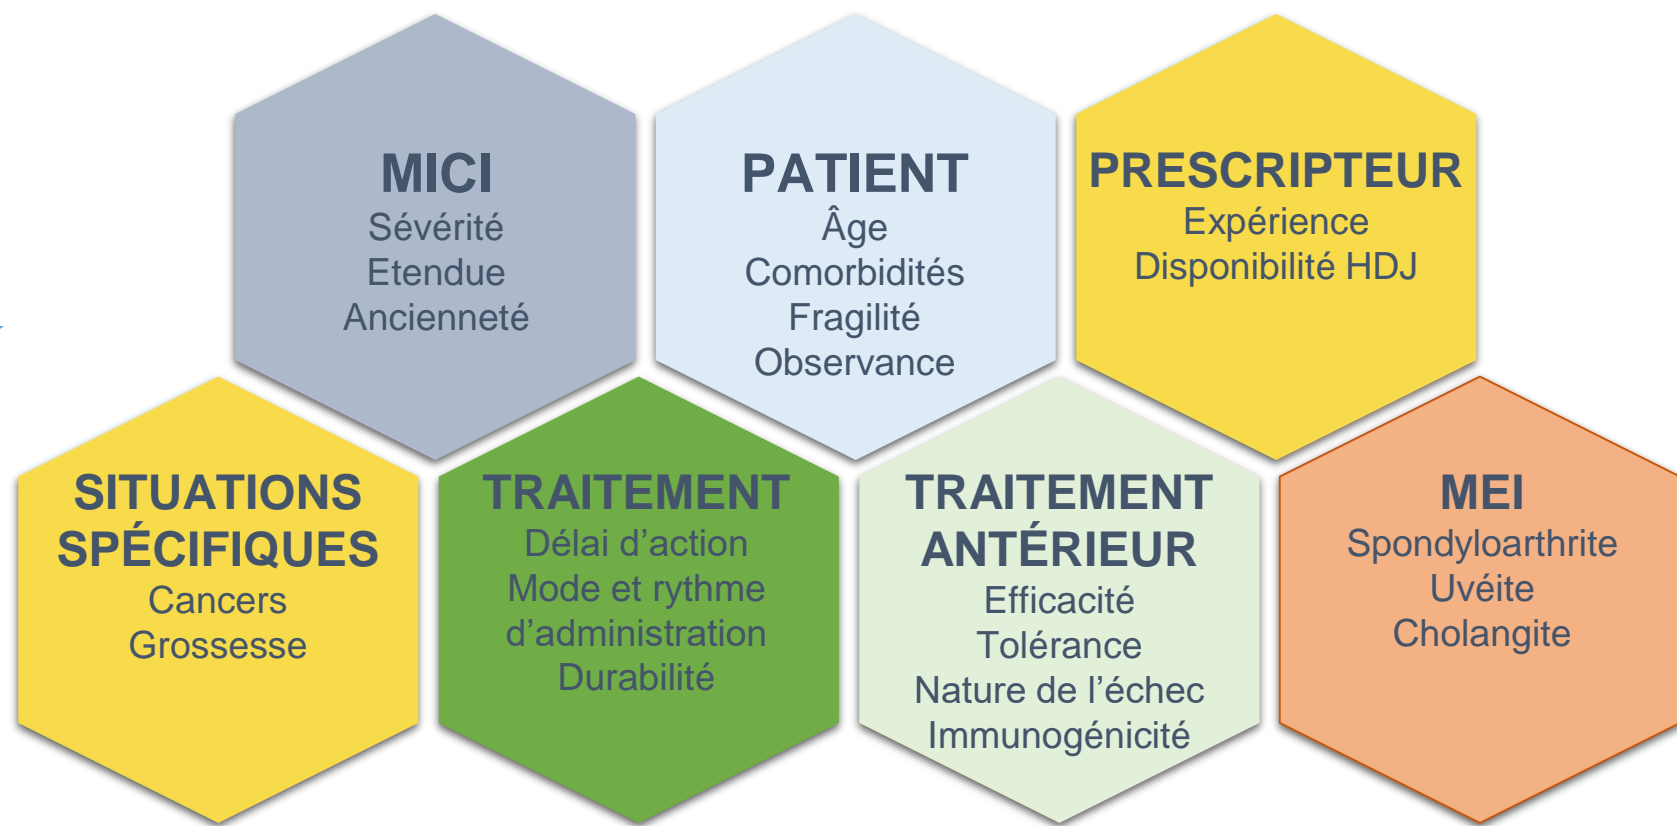 MICI
Sévérité
Etendue
Ancienneté
PATIENT
Âge
Comorbidités
Fragilité
Observance
PRESCRIPTEUR
Expérience
Disponibilité HDJ
SITUATIONS
SPÉCIFIQUES
Cancers
Grossesse
TRAITEMENT
Délai d’action
Mode et rythme
d’administration
Durabilité
TRAITEMENT
ANTÉRIEUR
Efficacité
Tolérance
Nature de l’échec
Immunogénicité
MEI
Spondyloarthrite
Uvéite
Cholangite